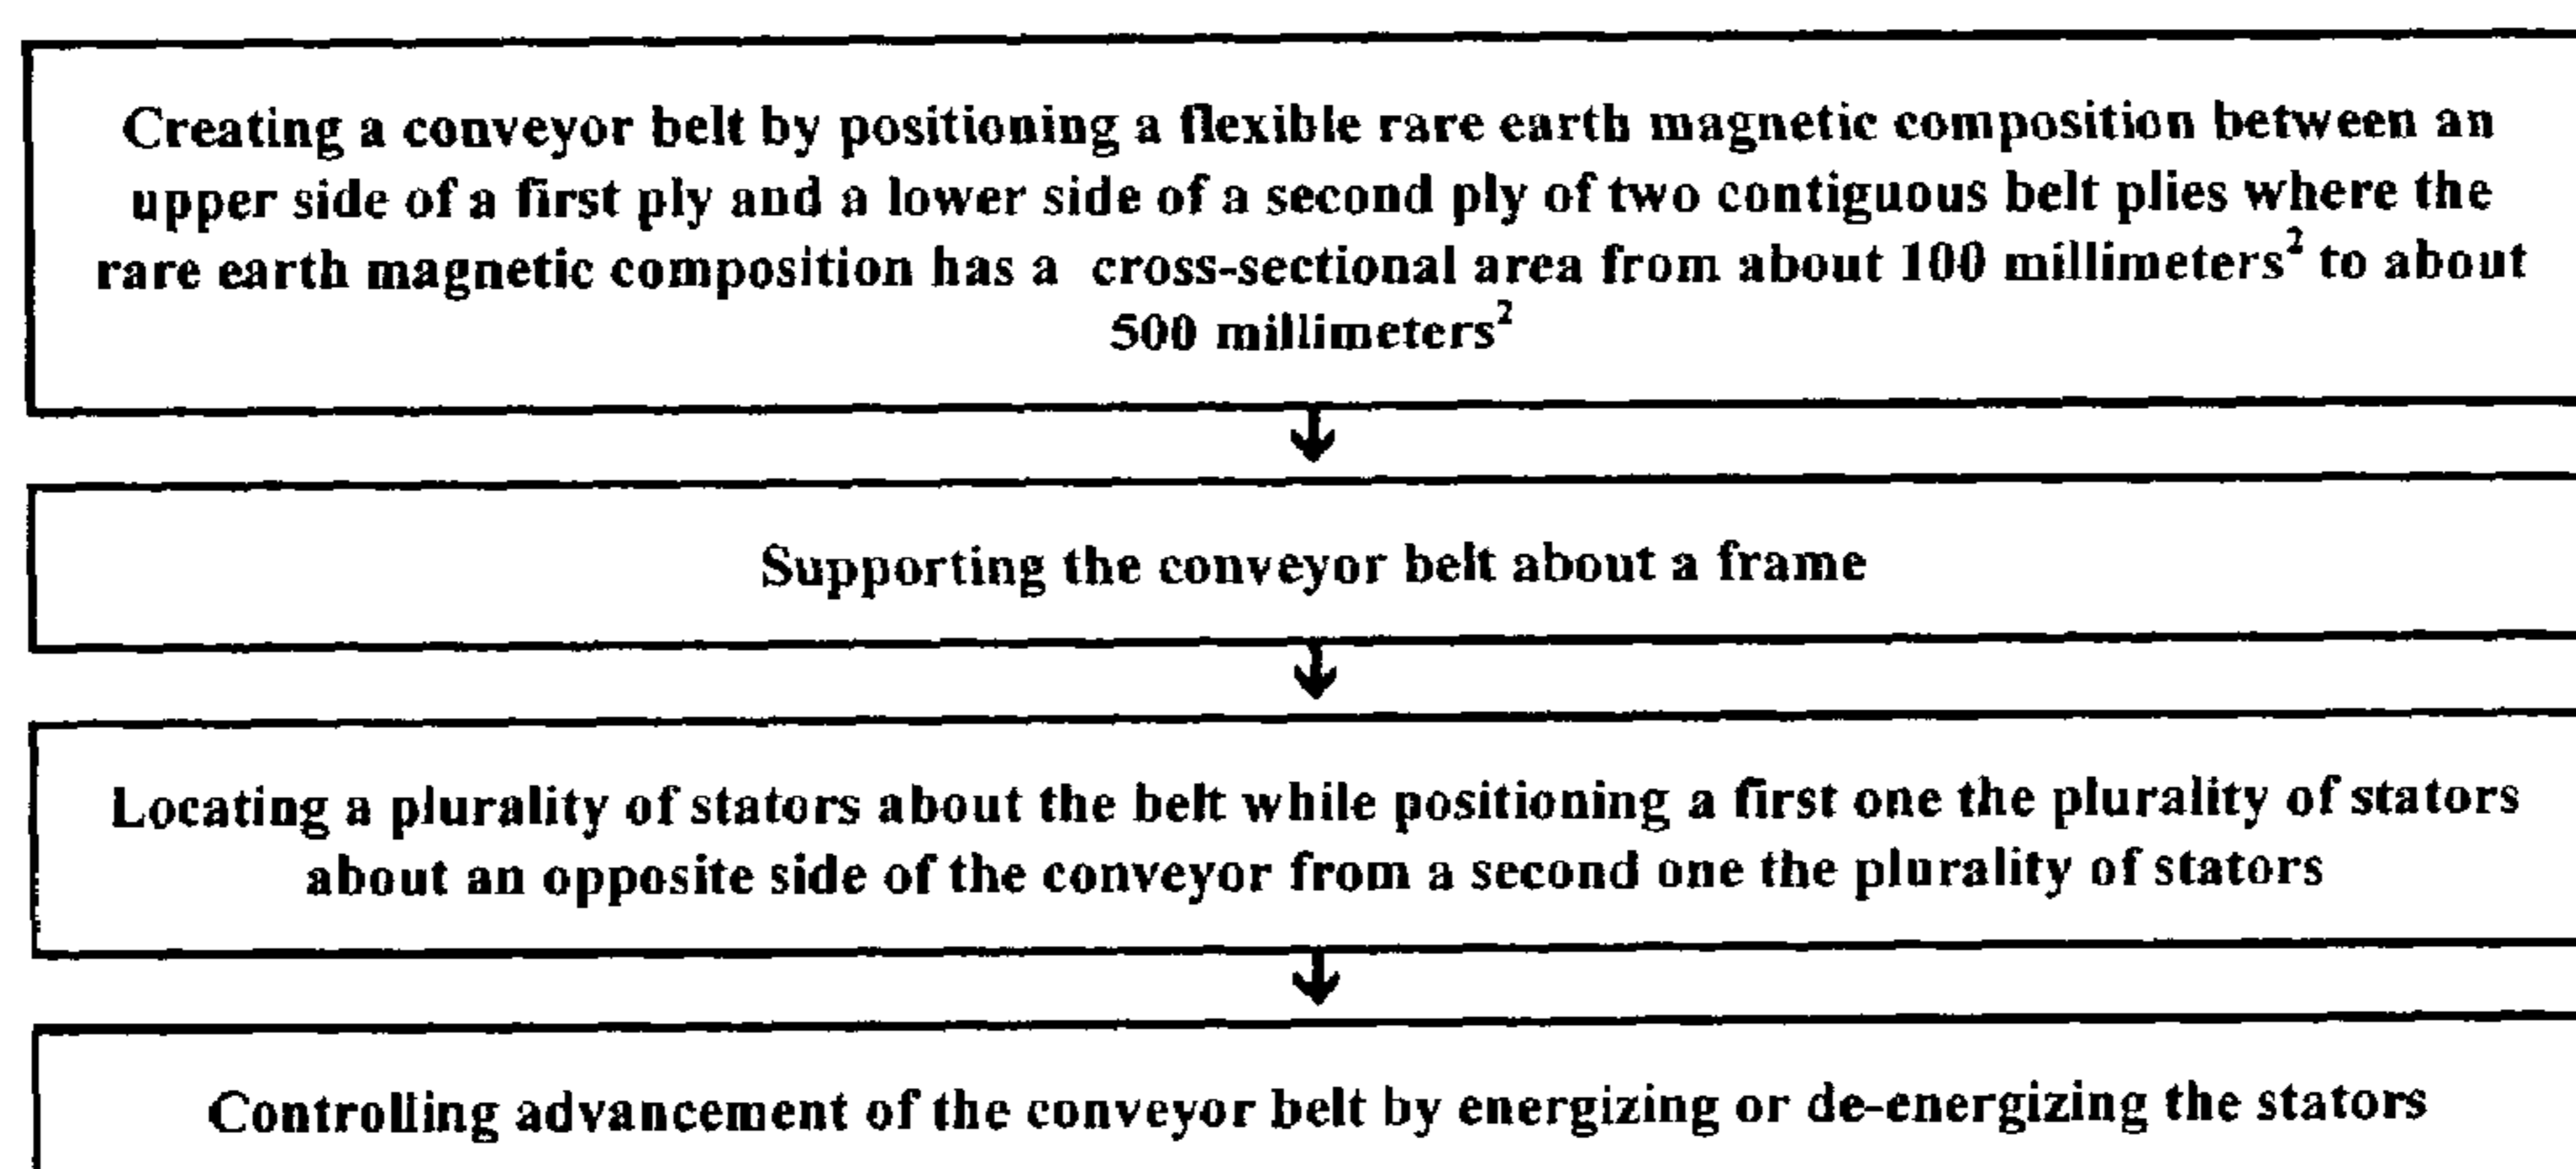 Creating a conveyor belt by positioning a flexible rare earth magnetic composition between an
upper side of a first ply and a lower side of a second ply of two contiguous belt plies where the
rare earth magnetic composition has a cross-sectional area from about 100 millimeters² to about
500 millimeters²
Supporting the conveyor belt about a frame
Locating a plurality of stators about the belt while positioning a first one the plurality of stators
about an opposite side of the conveyor from a second one the plurality of stators
Controlling advancement of the conveyor belt by energizing or de-energizing the stators